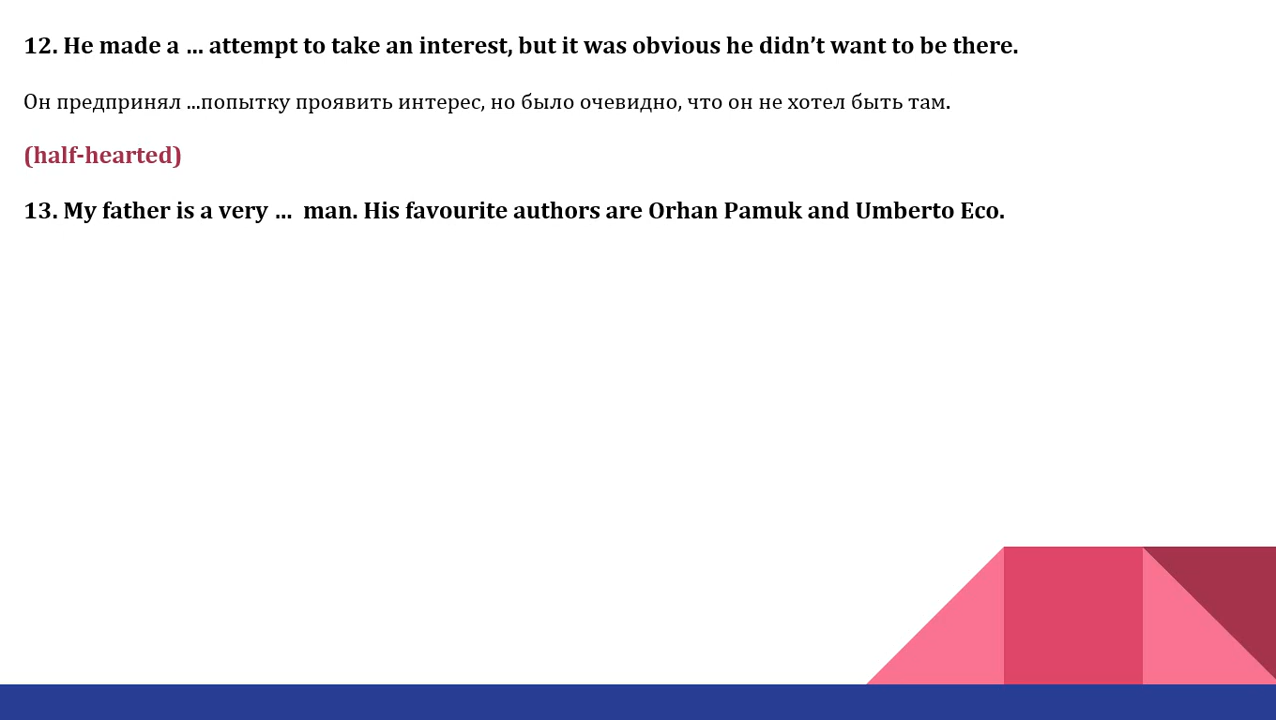 12. He made a ... attempt to take an interest, but it was obvious he didn’t want to be there.
Он предпринял ...попытку проявить интерес, но было очевидно, что он не хотел быть там.
(half-hearted)
13. My father is a very ... man. His favourite authors are Orhan Pamuk and Umberto Eco.